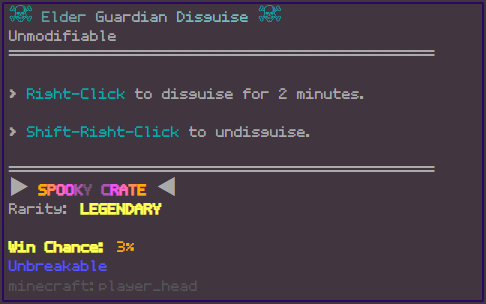 ☠ Elder Guardian Disguise ☠
Unmodifiable
> Right-Click to disguise for 2 minutes.
> Shift-Right-Click to undisguise.
▶ SPOOKY CRATE ◀
Rarity: LEGENDARY
Win Chance: 3%
Unbreakable
minecraft:player_head